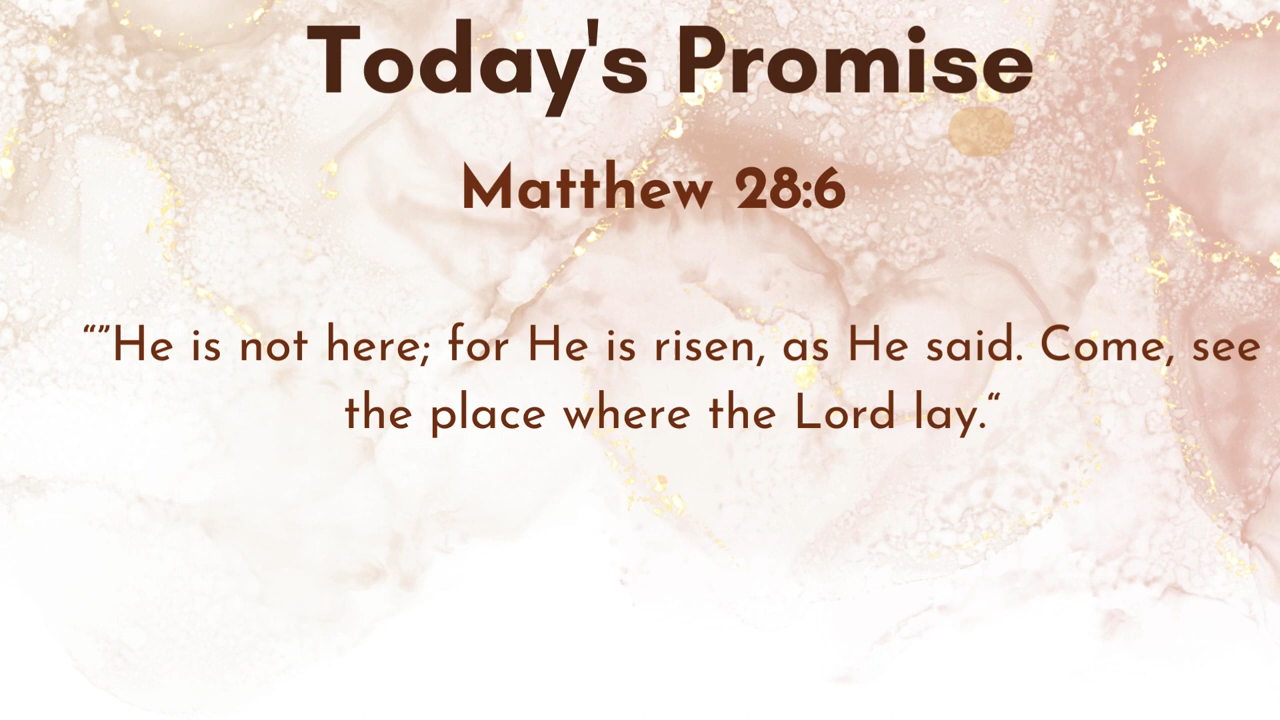 Today's Promise
Matthew 28:6
“”He is not here; for He is risen, as He said. Come, see
the place where the Lord lay.“